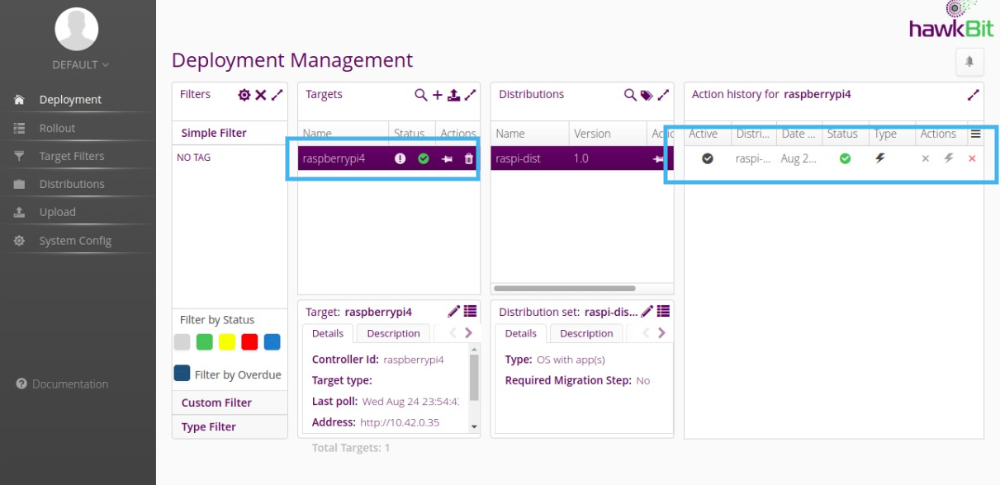 hawkBit
DEFAULT
Deployment
Rollout
Target Filters
Distributions
Upload
System Config
Documentation
Deployment Management
Filters
Simple Filter
NO TAG
Filter by Status
Filter by Overdue
Custom Filter
Type Filter
Targets
Name Status Actions
raspberrypi4
Target: raspberrypi4
Details Description
Controller Id: raspberrypi4
Target type:
Last poll: Wed Aug 24 23:54:4
Address: http://10.42.0.35
Total Targets: 1
Distributions
Name Version Actic
raspi-dist 1.0
Distribution set: raspi-dis...
Details Description
Type: OS with app(s)
Required Migration Step: No
Action history for raspberrypi4
Active Distri... Date ... Status Type Actions
raspi-... Aug 2...